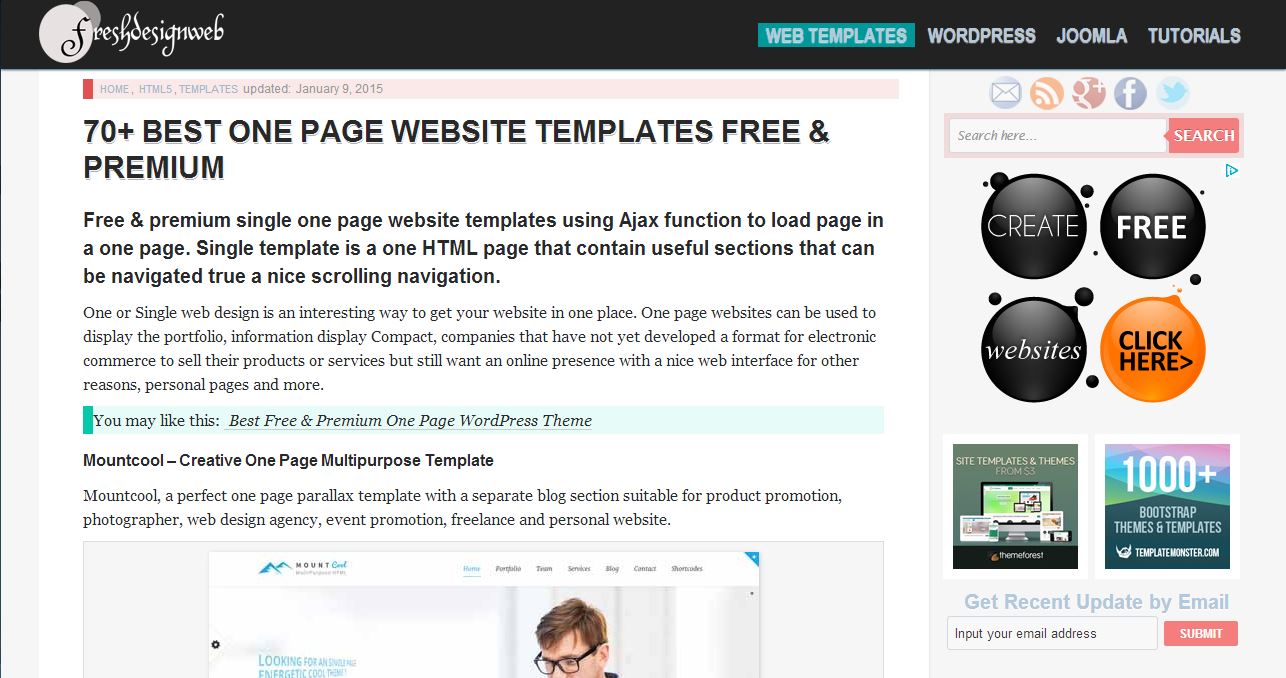 freshdesignweb
WEB TEMPLATES WORDPRESS JOOMLA TUTORIALS
HOME, HTML5, TEMPLATES updated: January 9, 2015
70+ BEST ONE PAGE WEBSITE TEMPLATES FREE &
PREMIUM
Free & premium single one page website templates using Ajax function to load page in
a one page. Single template is a one HTML page that contain useful sections that can
be navigated true a nice scrolling navigation.
One or Single web design is an interesting way to get your website in one place. One page websites can be used to
display the portfolio, information display Compact, companies that have not yet developed a format for electronic
commerce to sell their products or services but still want an online presence with a nice web interface for other
reasons, personal pages and more.
You may like this: Best Free & Premium One Page WordPress Theme
Mountcool – Creative One Page Multipurpose Template
Mountcool, a perfect one page parallax template with a separate blog section suitable for product promotion,
photographer, web design agency, event promotion, freelance and personal website.
MOUNT Cool
MultiPurpose HTML
Home Portfolio Team Services Blog Contact Shortcodes
LOOKING FOR AN SINGLE PAGE
ENERGETIC COOL THEME !
Search here... SEARCH
CREATE FREE
websites CLICK
HERE>
SITE TEMPLATES & THEMES
FROM $3
themeforest
1000+
BOOTSTRAP
THEMES & TEMPLATES
TEMPLATEMONSTER.COM
Get Recent Update by Email
Input your email address SUBMIT